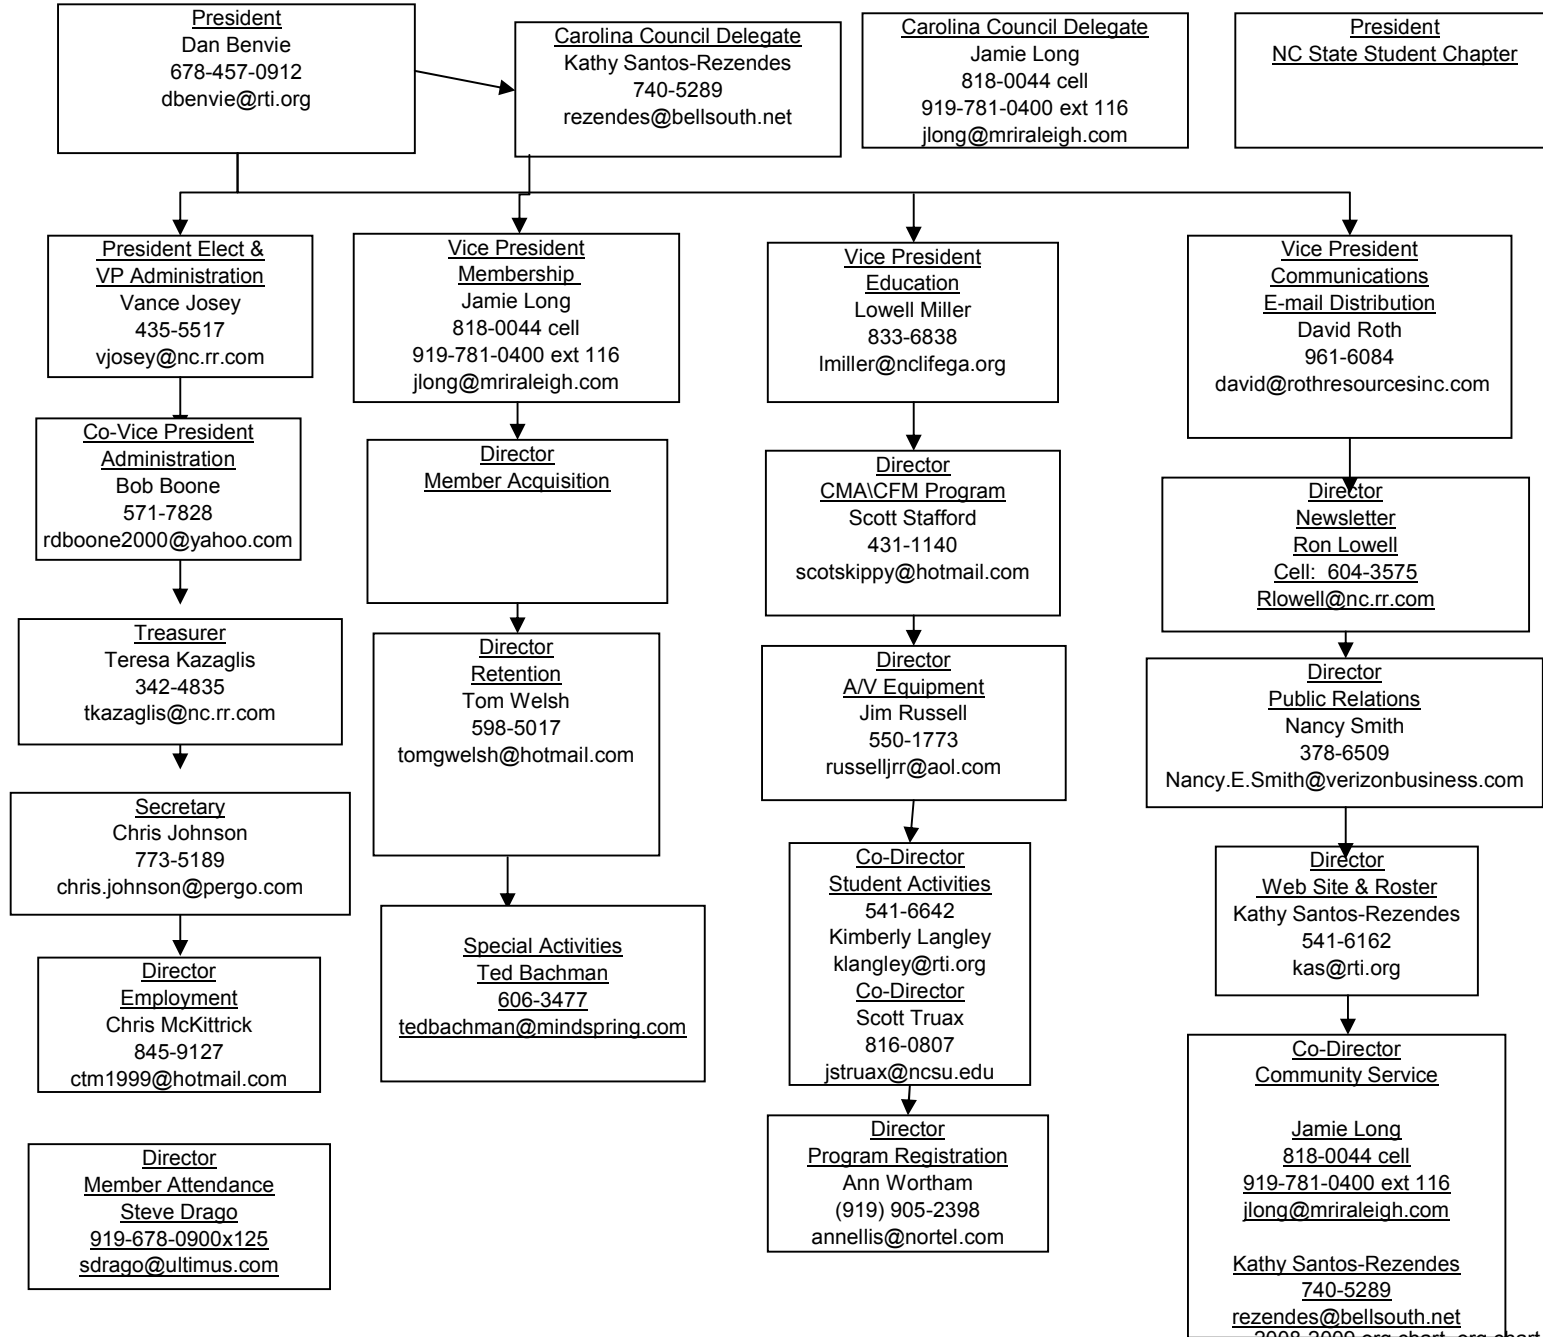 President
Dan Benvie
678-457-0912
dbenvie@rti.org
Carolina Council Delegate
Kathy Santos-Rezendes
740-5289
rezendes@bellsouth.net
Carolina Council Delegate
Jamie Long
818-0044 cell
919-781-0400 ext 116
jlong@mriraleigh.com
President
NC State Student Chapter
President Elect &
VP Administration
Vance Josey
435-5517
vjosey@nc.rr.com
Co-Vice President
Administration
Bob Boone
571-7828
rdboone2000@yahoo.com
Treasurer
Teresa Kazaglis
342-4835
tkazaglis@nc.rr.com
Secretary
Chris Johnson
773-5189
chris.johnson@pergo.com
Director
Employment
Chris McKittrick
845-9127
ctm1999@hotmail.com
Director
Member Attendance
Steve Drago
919-678-0900x125
sdrago@ultimus.com
Vice President
Membership
Jamie Long
818-0044 cell
919-781-0400 ext 116
jlong@mriraleigh.com
Director
Member Acquisition
Director
Retention
Tom Welsh
598-5017
tomgwelsh@hotmail.com
Special Activities
Ted Bachman
606-3477
tedbachman@mindspring.com
Vice President
Education
Lowell Miller
833-6838
lmiller@nclifega.org
Director
CMA\CFM Program
Scott Stafford
431-1140
scotskippy@hotmail.com
Director
A/V Equipment
Jim Russell
550-1773
russelljrr@aol.com
Co-Director
Student Activities
541-6642
Kimberly Langley
klangley@rti.org
Co-Director
Scott Truax
816-0807
jstruax@ncsu.edu
Director
Program Registration
Ann Wortham
(919) 905-2398
annellis@nortel.com
Vice President
Communications
E-mail Distribution
David Roth
961-6084
david@rothresourcesinc.com
Director
Newsletter
Ron Lowell
Cell: 604-3575
Rlowell@nc.rr.com
Director
Public Relations
Nancy Smith
378-6509
Nancy.E.Smith@verizonbusiness.com
Director
Web Site & Roster
Kathy Santos-Rezendes
541-6162
kas@rti.org
Co-Director
Community Service
Jamie Long
818-0044 cell
919-781-0400 ext 116
jlong@mriraleigh.com
Kathy Santos-Rezendes
740-5289
rezendes@bellsouth.net
2008-2009 org chart, org chart